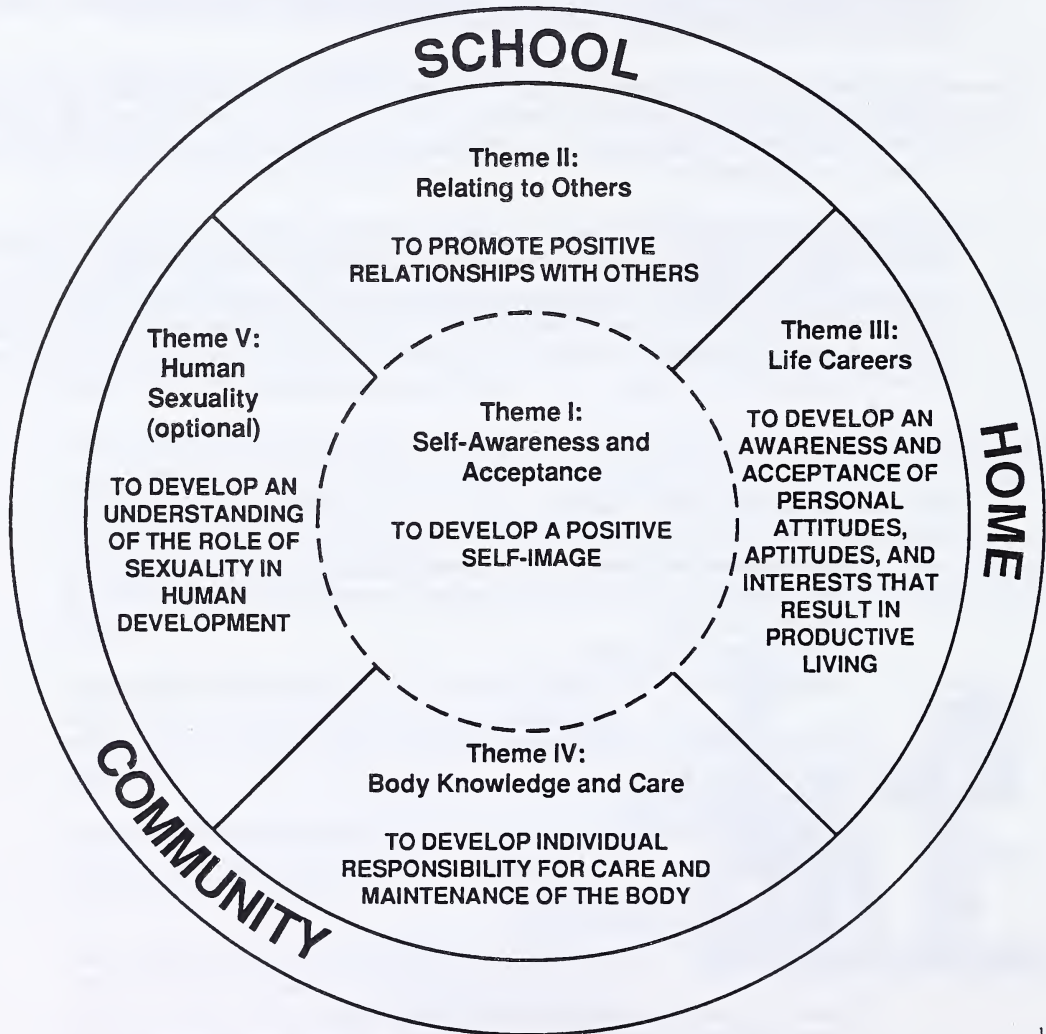 SCHOOL
Theme II:
Relating to Others
TO PROMOTE POSITIVE
RELATIONSHIPS WITH OTHERS
Theme V:
Human
Sexuality
(optional)
TO DEVELOP AN
UNDERSTANDING
OF THE ROLE OF
SEXUALITY IN
HUMAN
DEVELOPMENT
Theme I:
Self-Awareness and
Acceptance
TO DEVELOP A POSITIVE
SELF-IMAGE
Theme III:
Life Careers
TO DEVELOP AN
AWARENESS AND
ACCEPTANCE OF
PERSONAL
ATTITUDES,
APTITUDES, AND
INTERESTS THAT
RESULT IN
PRODUCTIVE
LIVING
HOME
Theme IV:
Body Knowledge and Care
TO DEVELOP INDIVIDUAL
RESPONSIBILITY FOR CARE AND
MAINTENANCE OF THE BODY
COMMUNITY